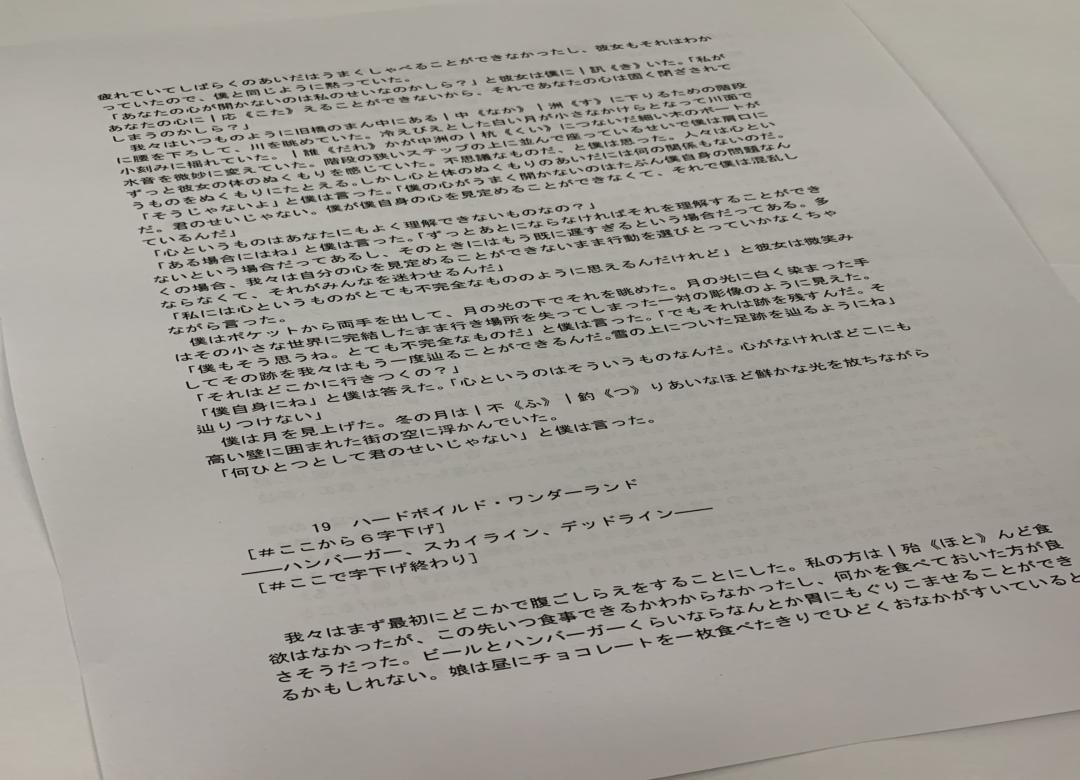 疲れていてしばらくのあいだはうまくしゃべることができなかったし、彼女もそれはわか
っていたので、僕と同じように黙っていた。
「あなたの心が開かないのは私のせいなのかしら?」と彼女は僕に|訊《き》いた。「私が
あなたの心に|応《こた》えることができないから、それであなたの心は固く閉ざされて
しまうのかしら?」
我々はいつものように旧橋のまん中にある|中《なか》|洲《す》に下りるための階段
に腰を下ろして、川を眺めていた。冷えびえとした白い月が小さなかけらとなって川面で
小刻みに揺れていた。|誰《だれ》かが中洲の|杭《くい》につないだ細い木のボートが
水音を微妙に変えていた。階段の狭いステップの上に並んで座っているせいで僕は肩口に
ずっと彼女の体のぬくもりを感じていた。不思議なものだ、と僕は思った。人々は心とい
うものをぬくもりにたとえる。しかし心と体のぬくもりのあいだには何の関係もないのだ。
「そうじゃないよ」と僕は言った。「僕の心がうまく開かないのはたぶん僕自身の問題なん
だ。君のせいじゃない。僕が僕自身の心を見定めることができなくて、それで僕は混乱し
ているんだ」
「心というものはあなたにもよく理解できないものなの?」
「ある場合にはね」と僕は言った。「ずっとあとにならなければそれを理解することができ
ないという場合だってあるし、そのときにはもう既に遅すぎるという場合だってある。多
くの場合、我々は自分の心を見定めることができないまま行動を選びとっていかなくちゃ
ならなくて、それがみんなを迷わせるんだ」
「私には心というものがとても不完全なもののように思えるんだけれど」と彼女は微笑み
ながら言った。
僕はポケットから両手を出して、月の光の下でそれを眺めた。月の光に白く染まった手
はその小さな世界に完結したまま行き場所を失ってしまった一対の彫像のように見えた。
「僕もそう思うね。とても不完全なものだ」と僕は言った。「でもそれは跡を残すんだ。そ
してその跡を我々はもう一度辿ることができるんだ。雪の上についた足跡を辿るようにね」
「それはどこかに行きつくの?」
「僕自身にね」と僕は答えた。「心というのはそういうものなんだ。心がなければどこにも
辿りつけない」
僕は月を見上げた。冬の月は|不《ふ》|釣《つ》りあいなほど鮮かな光を放ちながら
高い壁に囲まれた街の空に浮かんでいた。
「何ひとつとして君のせいじゃない」と僕は言った。
19 ハードボイルド・ワンダーランド
[#ここから6字下げ]
――ハンバーガー、スカイライン、デッドライン――
[#ここで字下げ終わり]
我々はまず最初にどこかで腹ごしらえをすることにした。私の方は|殆《ほと》んど食
欲はなかったが、この先いつ食事できるかわからなかったし、何かを食べておいた方が良
さそうだった。ビールとハンバーガーくらいならなんとか胃にもぐりこませることができ
るかもしれない。娘は昼にチョコレートを一枚食べたきりでひどくおなかがすいていると